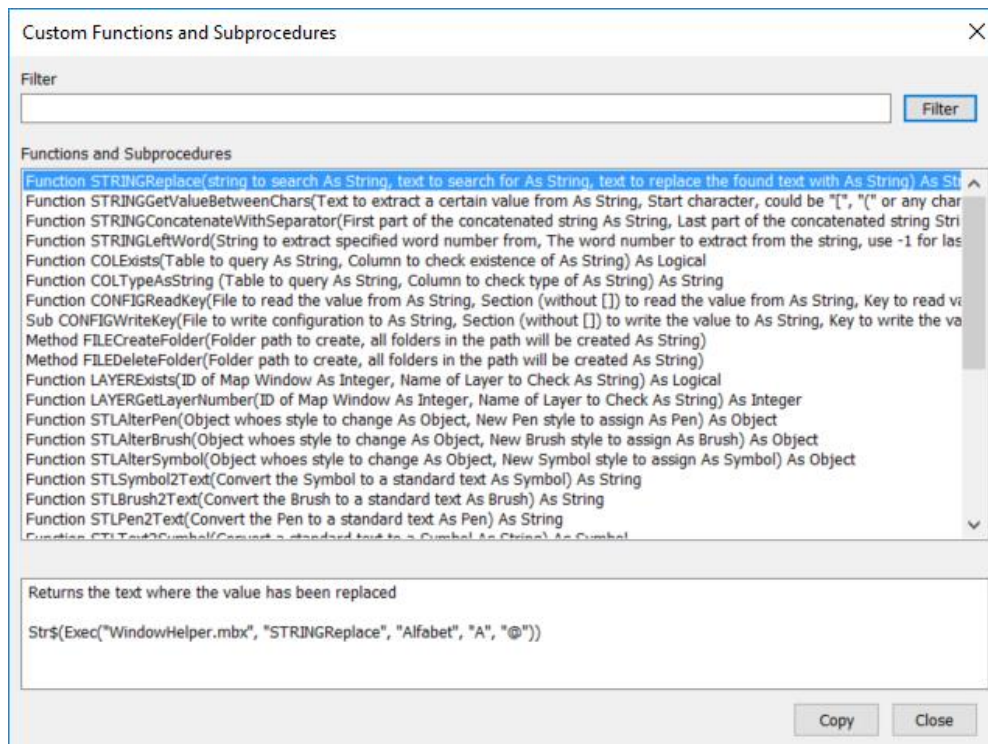 Custom Functions and Subprocedures
Filter
Filter
Functions and Subprocedures
Function STRINGReplace(string to search As String, text to search for As String, text to replace the found text with As String) As Str
Function STRINGGetValueBetweenChars(Text to extract a certain value from As String, Start character, could be "[", "(" or any char
Function STRINGConcatenateWithSeparator(First part of the concatenated string As String, Last part of the concatenated string Stri
Function STRINGLeftWord(String to extract specified word number from, The word number to extract from the string, use -1 for las
Function COLExists(Table to query As String, Column to check existence of As String) As Logical
Function COLTypeAsString (Table to query As String, Column to check type of As String) As String
Function CONFIGReadKey(File to read the value from As String, Section (without []) to read the value from As String, Key to read va
Sub CONFIGWriteKey(File to write configuration to As String, Section (without []) to write the value to As String, Key to write the va
Method FILECreateFolder(Folder path to create, all folders in the path will be created As String)
Method FILEDeleteFolder(Folder path to create, all folders in the path will be created As String)
Function LAYERExists(ID of Map Window As Integer, Name of Layer to Check As String) As Logical
Function LAYERGetLayerNumber(ID of Map Window As Integer, Name of Layer to Check As String) As Integer
Function STLAlterPen(Object whoes style to change As Object, New Pen style to assign As Pen) As Object
Function STLAlterBrush(Object whoes style to change As Object, New Brush style to assign As Brush) As Object
Function STLAlterSymbol(Object whoes style to change As Object, New Symbol style to assign As Symbol) As Object
Function STLSymbol2Text(Convert the Symbol to a standard text As Symbol) As String
Function STLBrush2Text(Convert the Brush to a standard text As Brush) As String
Function STLPen2Text(Convert the Pen to a standard text As Pen) As String
Function STLText2Symbol(Convert a standard text to a Symbol As String) As Symbol
Returns the text where the value has been replaced
Str$(Exec("WindowHelper.mbx", "STRINGReplace", "Alfabet", "A", "@"))
Copy
Close